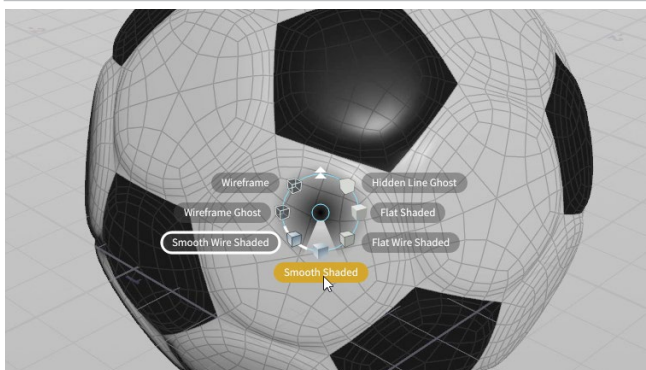 Wireframe
Hidden Line Ghost
Wireframe Ghost
Flat Shaded
Smooth Wire Shaded
Flat Wire Shaded
Smooth Shaded